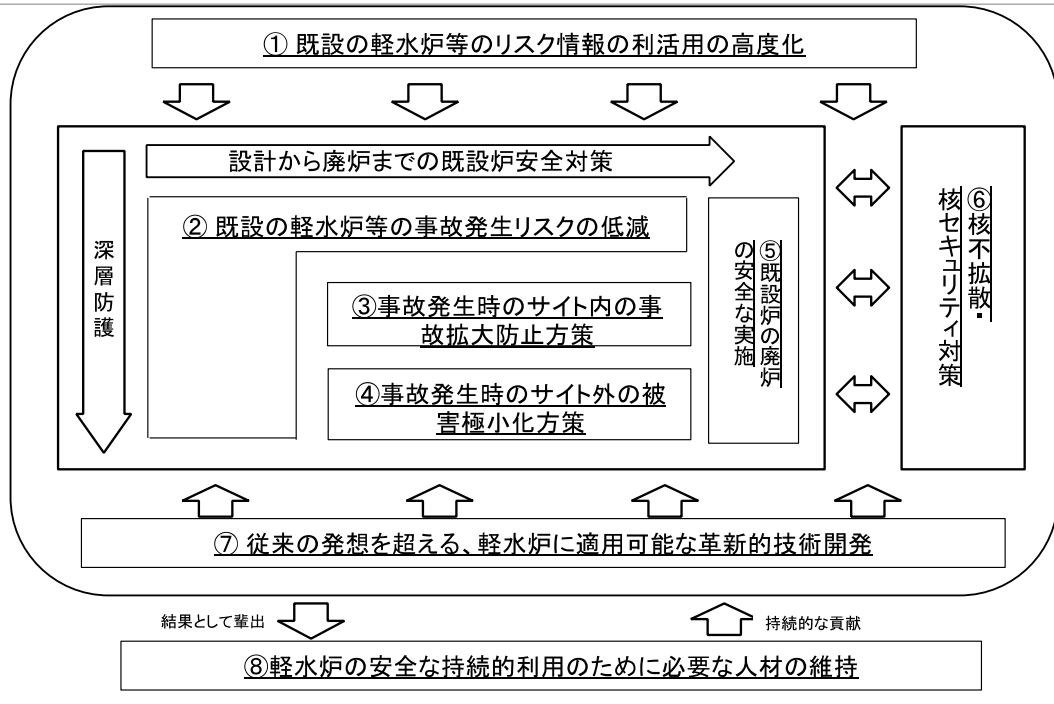 ① 既設の軽水炉等のリスク情報の利活用の高度化
設計から廃炉までの既設炉安全対策
深層防護
② 既設の軽水炉等の事故発生リスクの低減
③事故発生時のサイト内の事
故拡大防止方策
④事故発生時のサイト外の被
害極小化方策
⑤既設炉の廃炉
の安全な実施
⑥核不拡散・
核セキュリティ対策
⑦ 従来の発想を超える、軽水炉に適用可能な革新的技術開発
結果として輩出
持続的な貢献
⑧軽水炉の安全な持続的利用のために必要な人材の維持